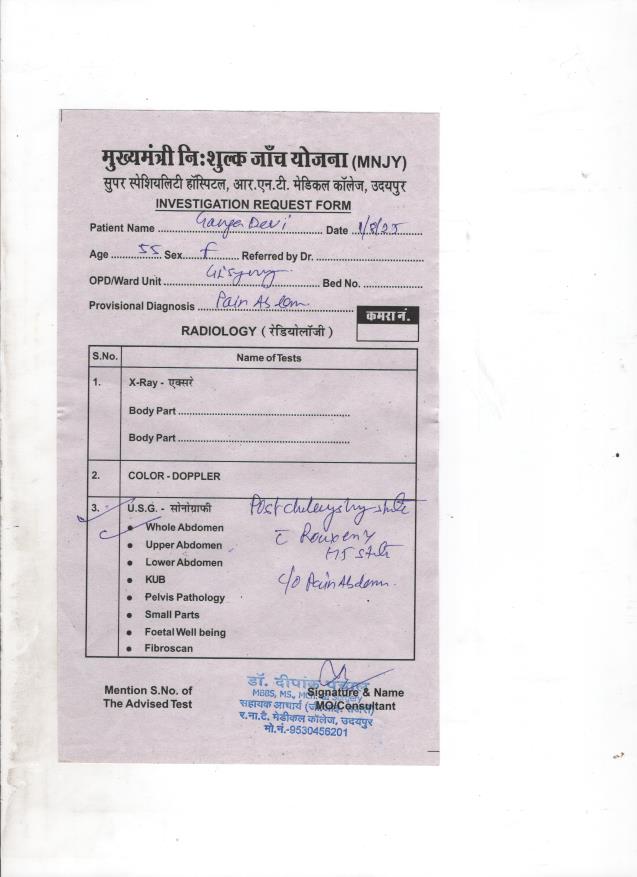 मुख्यमंत्री निःशुल्क जाँच योजना (MNJY)
सुपर स्पेशियलिटी हॉस्पिटल, आर.एन.टी. मेडिकल कॉलेज, उदयपुर
INVESTIGATION REQUEST FORM
Patient Name Ganga Devi Date 1/8/25
Age 55 Sex f Referred by Dr.
OPD/Ward Unit
Bed No.
Provisional Diagnosis Pain Abdom.
कमरा नं.
RADIOLOGY ( रेडियोलॉजी )
S.No. Name of Tests
1. X-Ray - एक्सरे
Body Part
Body Part
2. COLOR - DOPPLER
3. U.S.G. - सोनोग्राफी Post
• Whole Abdomen
• Upper Abdomen
• Lower Abdomen
• KUB c/o Pain Abdom.
• Pelvis Pathology
• Small Parts
• Foetal Well being
• Fibroscan
Mention S.No. of
The Advised Test
डॉ. दीपांक
MBBS, MS., Signature & Name
सहायक आचार्य MO/Consultant
र.ना.टै. मेडीकल कॉलेज, उदयपुर
मो.नं.-9530456201